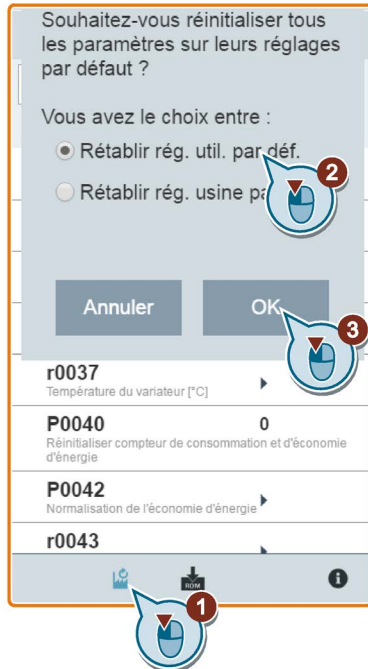 Souhaitez-vous réinitialiser tous
les paramètres sur leurs réglages
par défaut ?
Vous avez le choix entre :
Rétablir rég. util. par déf.
2
Rétablir rég. usine
Annuler
OK
3
r0037
Température du variateur [°C]
P0040 0
Réinitialiser compteur de consommation et d'économie
d'énergie
P0042
Normalisation de l'économie d'énergie
r0043
ROM
1